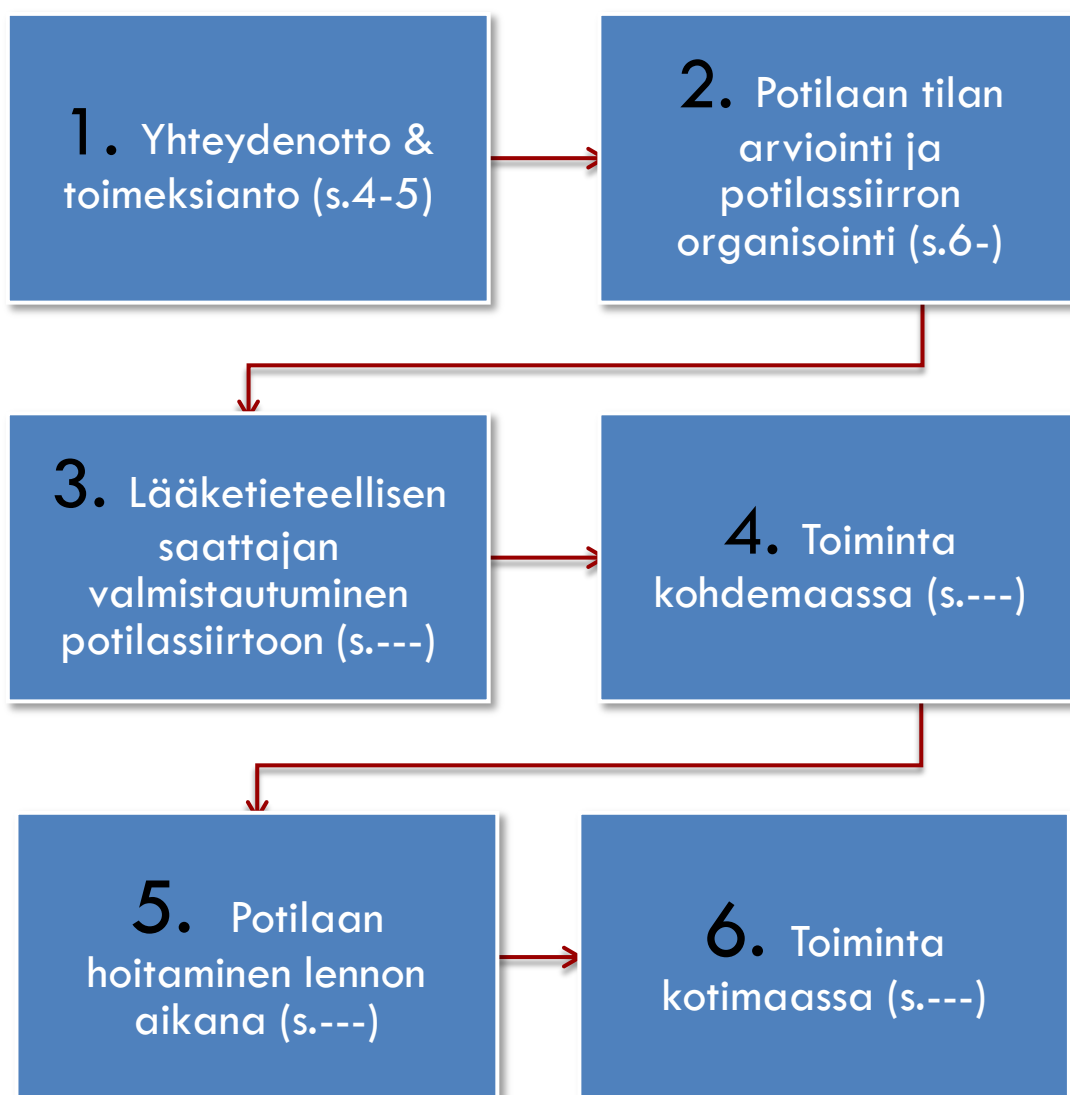 1. Yhteydenotto &
toimeksianto (s.4-5)
2. Potilaan tilan
arviointi ja
potilassiirron
organisointi (s.6-)
3. Lääketieteellisen
saattajan
valmistautuminen
potilassiirtoon (s.---)
4. Toiminta
kohdemaassa (s.---)
5. Potilaan
hoitaminen lennon
aikana (s.---)
6. Toiminta
kotimaassa (s.---)